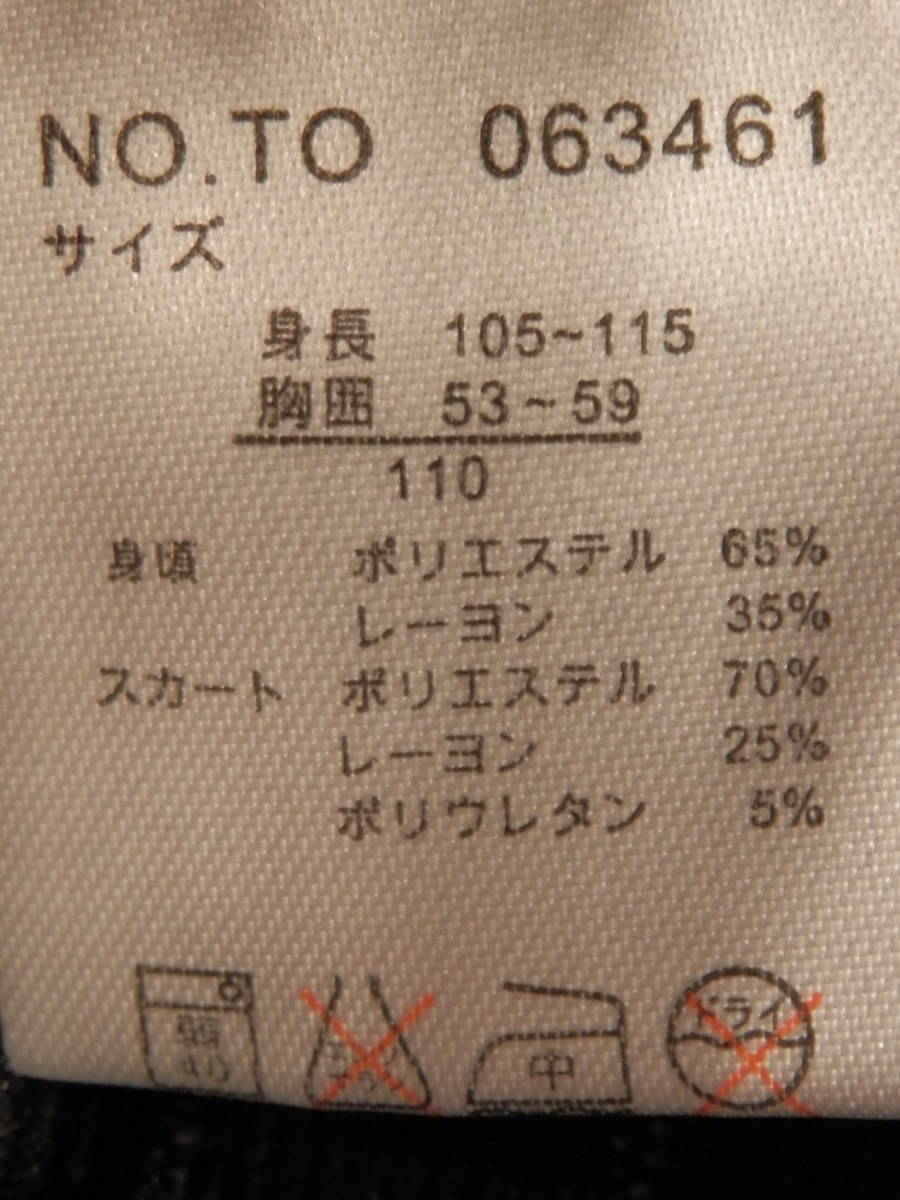 NO.TO 063461
サイズ
身長 105~115
胸囲 53~59
110
身頃 ポリエステル 65%
レーヨン 35%
スカート ポリエステル 70%
レーヨン 25%
ポリウレタン 5%
弱 中 ドライ
40